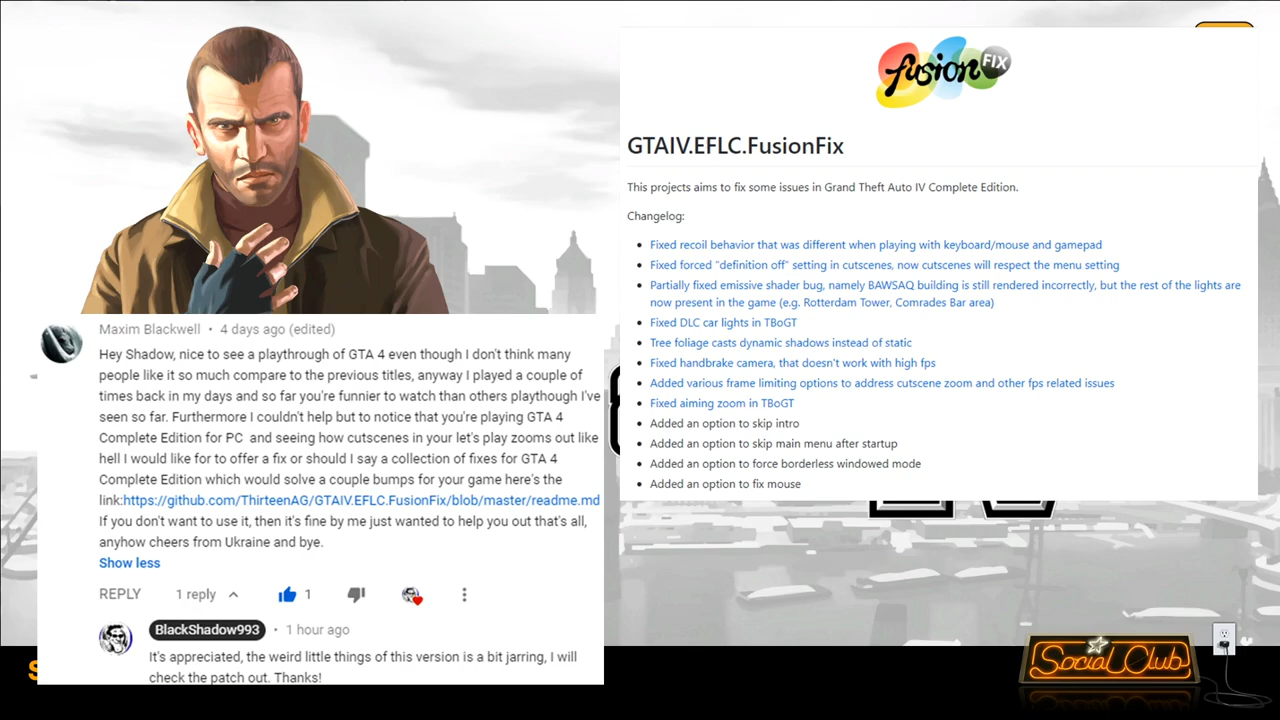 Maxim Blackwell • 4 days ago (edited)
Hey Shadow, nice to see a playthrough of GTA 4 even though I don't think many
people like it so much compare to the previous titles, anyway I played a couple of
times back in my days and so far you're funnier to watch than others playthough I've
seen so far. Furthermore I couldn't help but to notice that you're playing GTA 4
Complete Edition for PC and seeing how cutscenes in your let's play zooms out like
hell I would like for to offer a fix or should I say a collection of fixes for GTA 4
Complete Edition which would solve a couple bumps for your game here's the
link:https://github.com/ThirteenAG/GTAIV.EFLC.FusionFix/blob/master/readme.md
If you don't want to use it, then it's fine by me just wanted to help you out that's all,
anyhow cheers from Ukraine and bye.
Show less
REPLY 1 reply 1
BlackShadow993 • 1 hour ago
It's appreciated, the weird little things of this version is a bit jarring, I will
check the patch out. Thanks!
fusion FIX
GTAIV.EFLC.FusionFix
This projects aims to fix some issues in Grand Theft Auto IV Complete Edition.
Changelog:
• Fixed recoil behavior that was different when playing with keyboard/mouse and gamepad
• Fixed forced "definition off" setting in cutscenes, now cutscenes will respect the menu setting
• Partially fixed emissive shader bug, namely BAWSAQ building is still rendered incorrectly, but the rest of the lights are
now present in the game (e.g. Rotterdam Tower, Comrades Bar area)
• Fixed DLC car lights in TBoGT
• Tree foliage casts dynamic shadows instead of static
• Fixed handbrake camera, that doesn't work with high fps
• Added various frame limiting options to address cutscene zoom and other fps related issues
• Fixed aiming zoom in TBoGT
• Added an option to skip intro
• Added an option to skip main menu after startup
• Added an option to force borderless windowed mode
• Added an option to fix mouse
Social Club